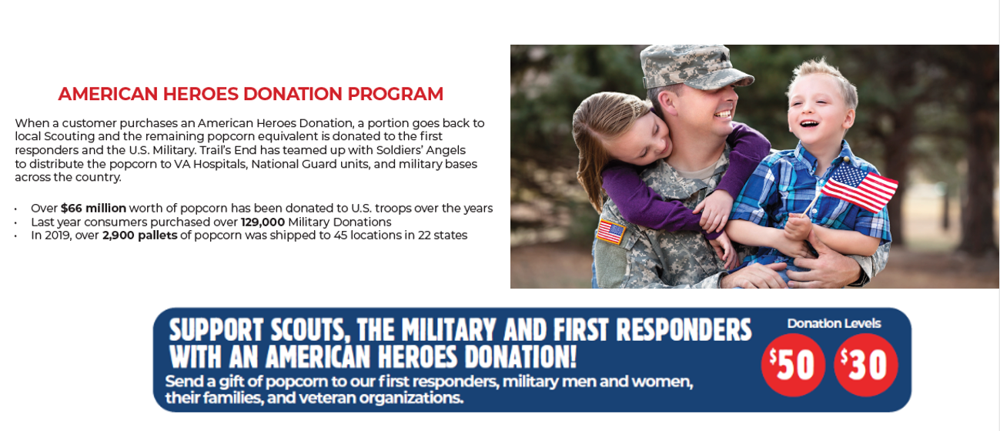 AMERICAN HEROES DONATION PROGRAM
When a customer purchases an American Heroes Donation, a portion goes back to
local Scouting and the remaining popcorn equivalent is donated to the first
responders and the U.S. Military. Trail's End has teamed up with Soldiers' Angels
to distribute the popcorn to VA Hospitals, National Guard units, and military bases
across the country.
• Over $66 million worth of popcorn has been donated to U.S. troops over the years
• Last year consumers purchased over 129,000 Military Donations
• In 2019, over 2,900 pallets of popcorn was shipped to 45 locations in 22 states
SUPPORT SCOUTS, THE MILITARY AND FIRST RESPONDERS
WITH AN AMERICAN HEROES DONATION!
Send a gift of popcorn to our first responders, military men and women,
their families, and veteran organizations.
Donation Levels
$50 $30